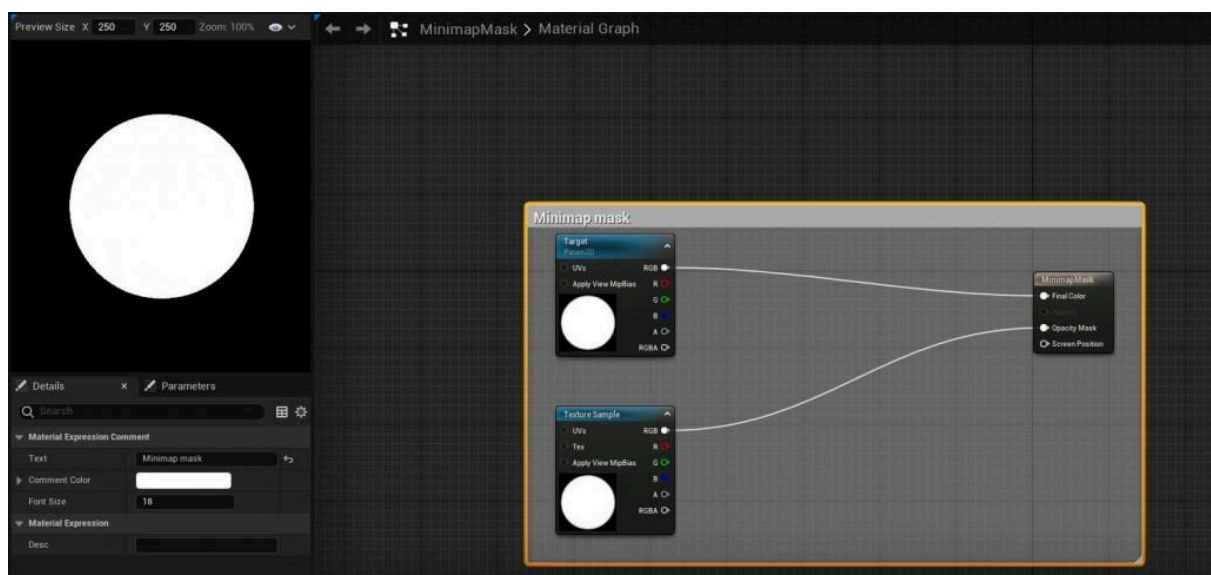 Preview Size X 250 Y 250 Zoom: 100%
MinimapMask > Material Graph
Minimap mask
Target
Param2D
UVs RGB
Apply View MipBias R
G
B
A
RGBA
MinimapMask
Final Color
Opacity
Opacity Mask
Screen Position
Texture Sample
UVs RGB
Tex R
Apply View MipBias G
B
A
RGBA
Details × Parameters
Search
Material Expression Comment
Text Minimap mask
Comment Color
Font Size 18
Material Expression
Desc